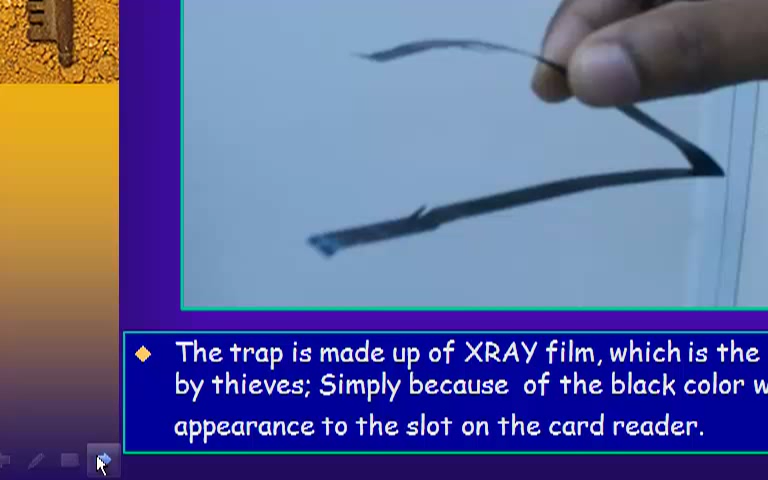 The trap is made up of XRAY film, which is the
by thieves; Simply because of the black color w
appearance to the slot on the card reader.